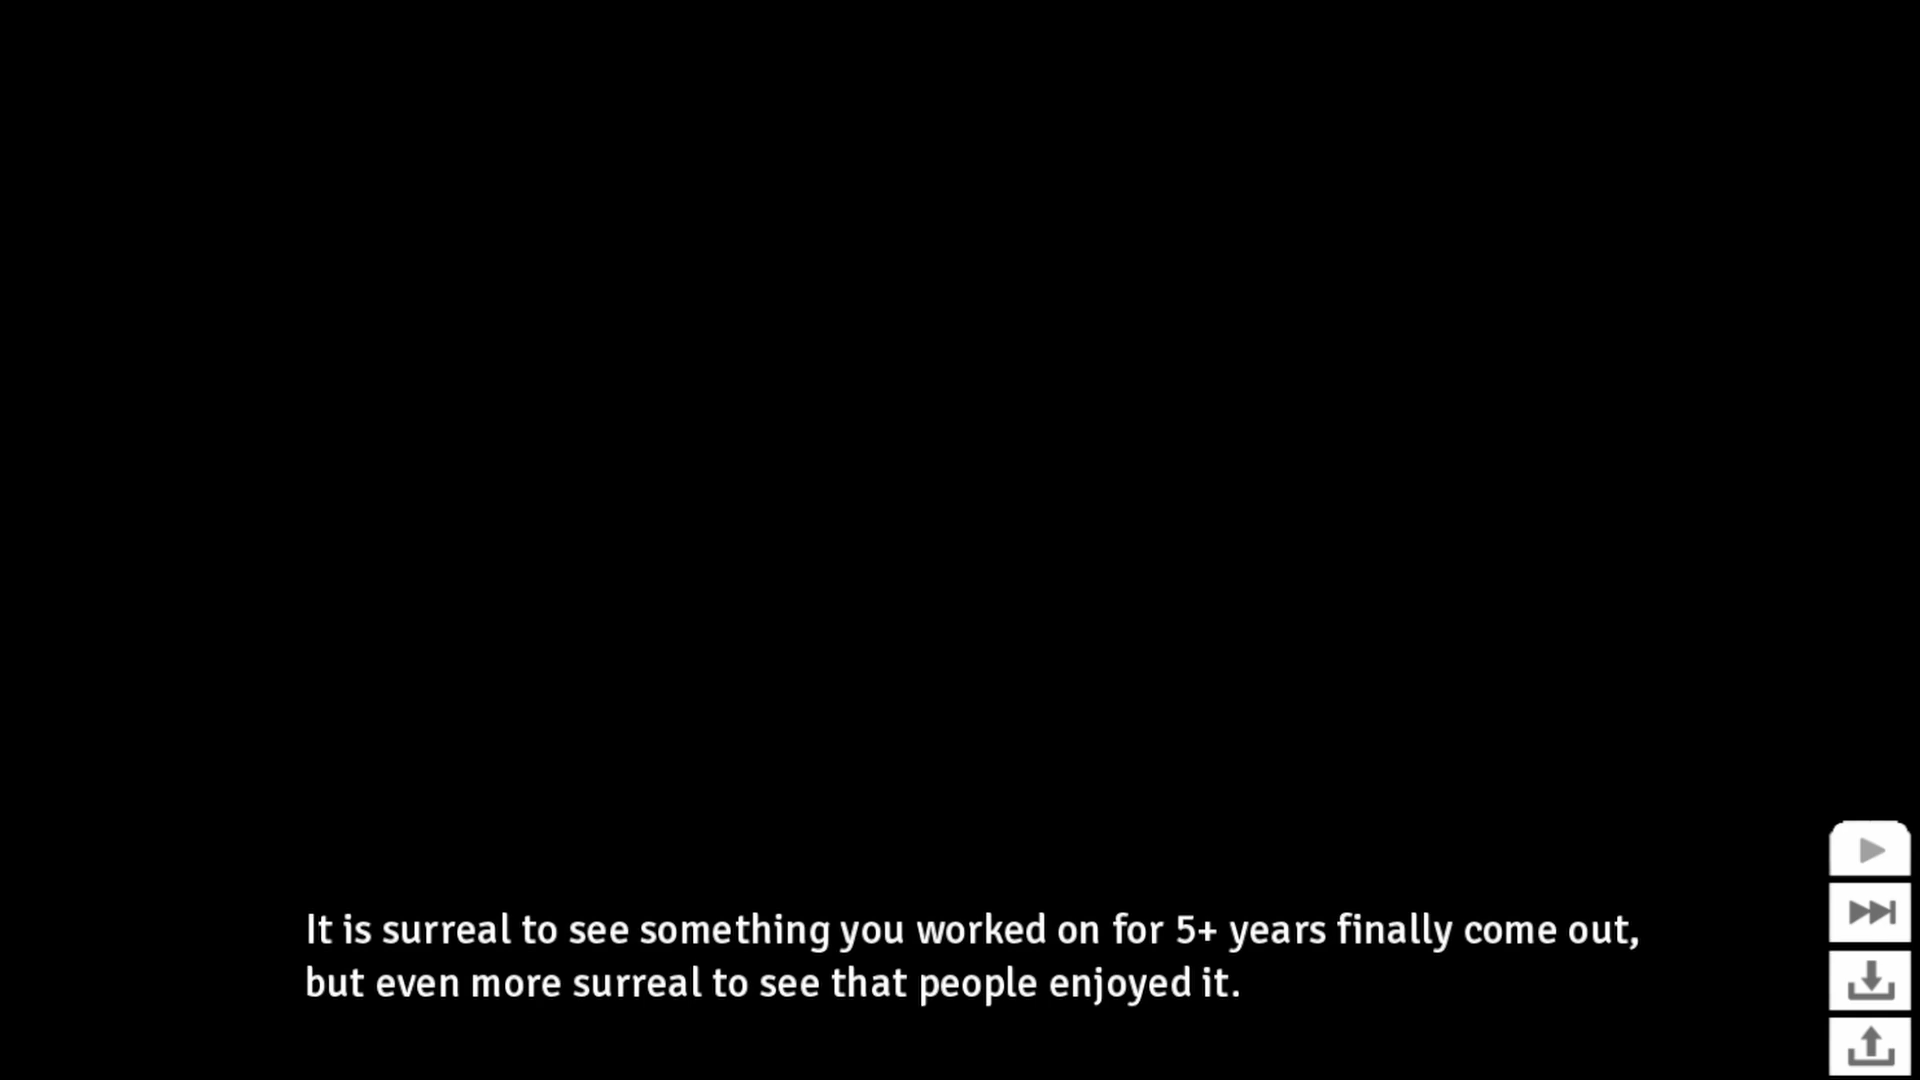 It is surreal to see something you worked on for 5+ years finally come out,
but even more surreal to see that people enjoyed it.